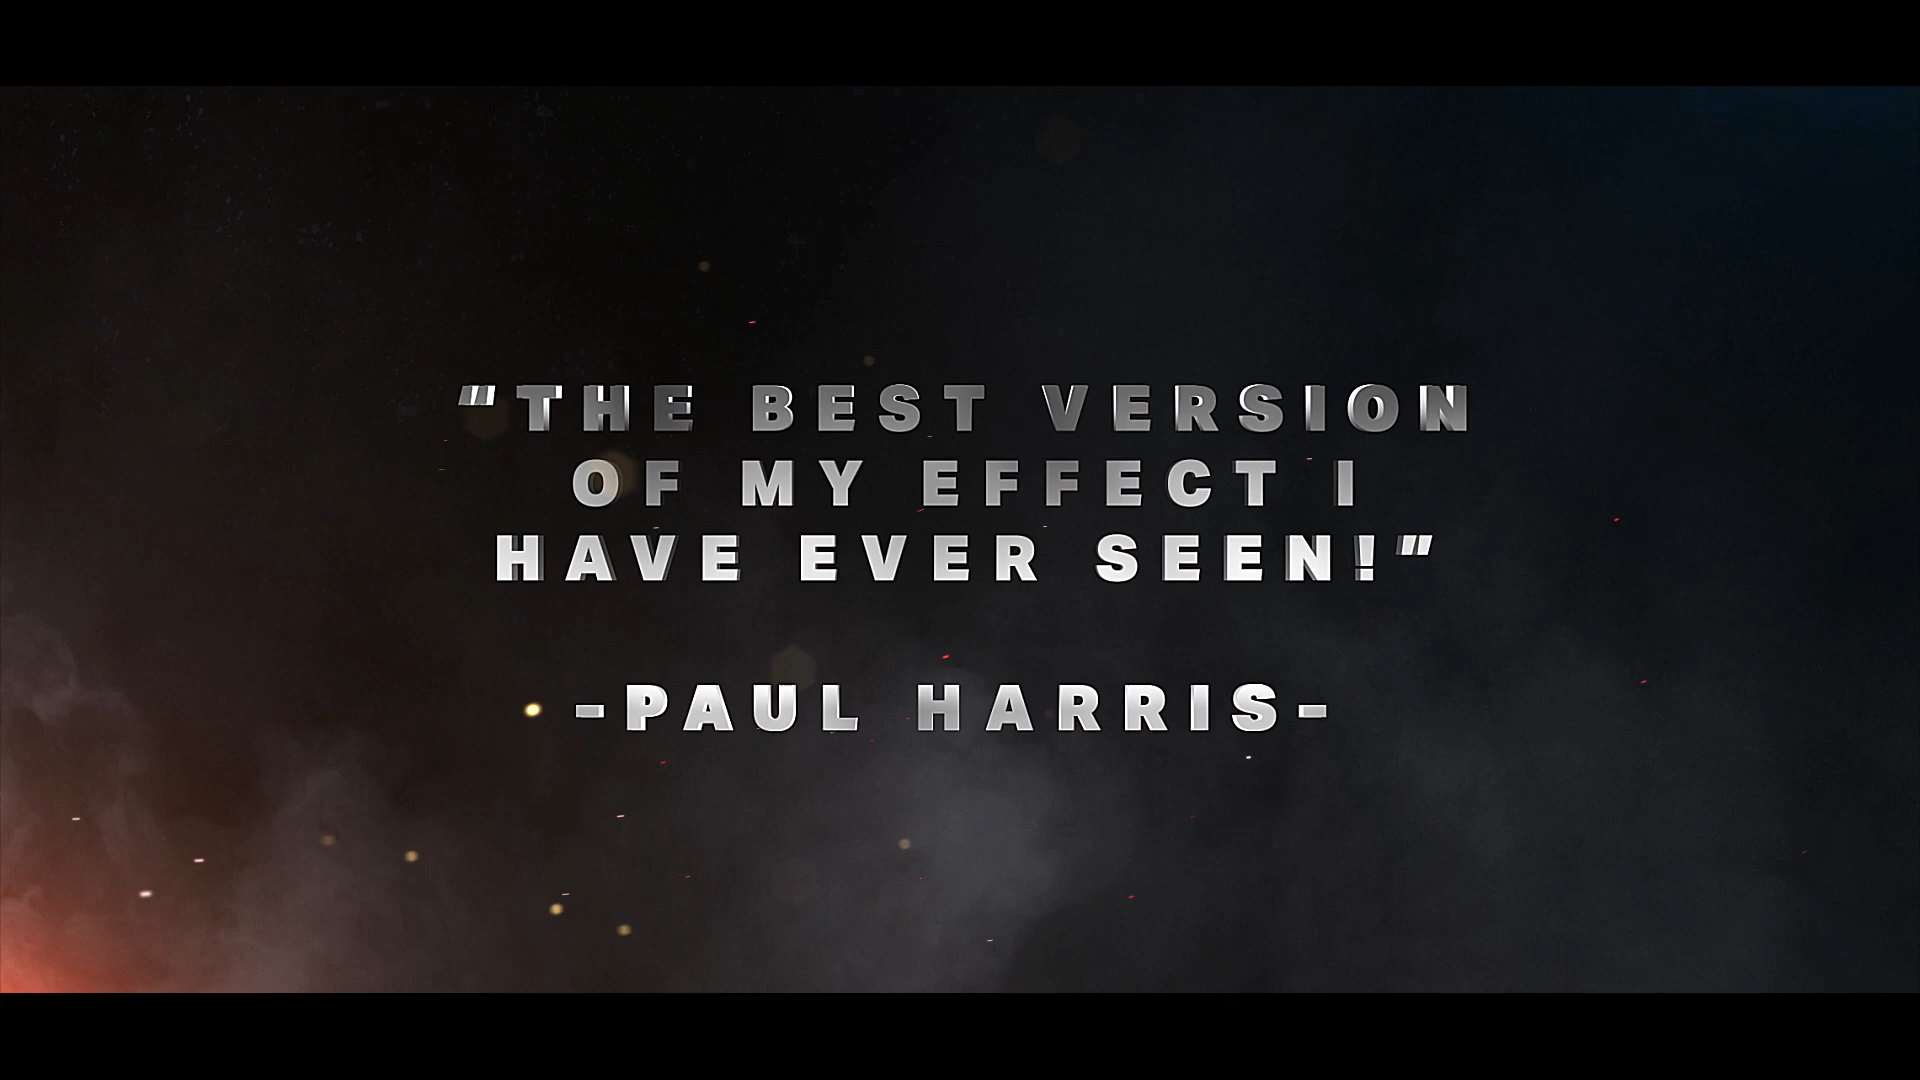 "THE BEST VERSION
OF MY EFFECT I
HAVE EVER SEEN!"
-PAUL HARRIS-